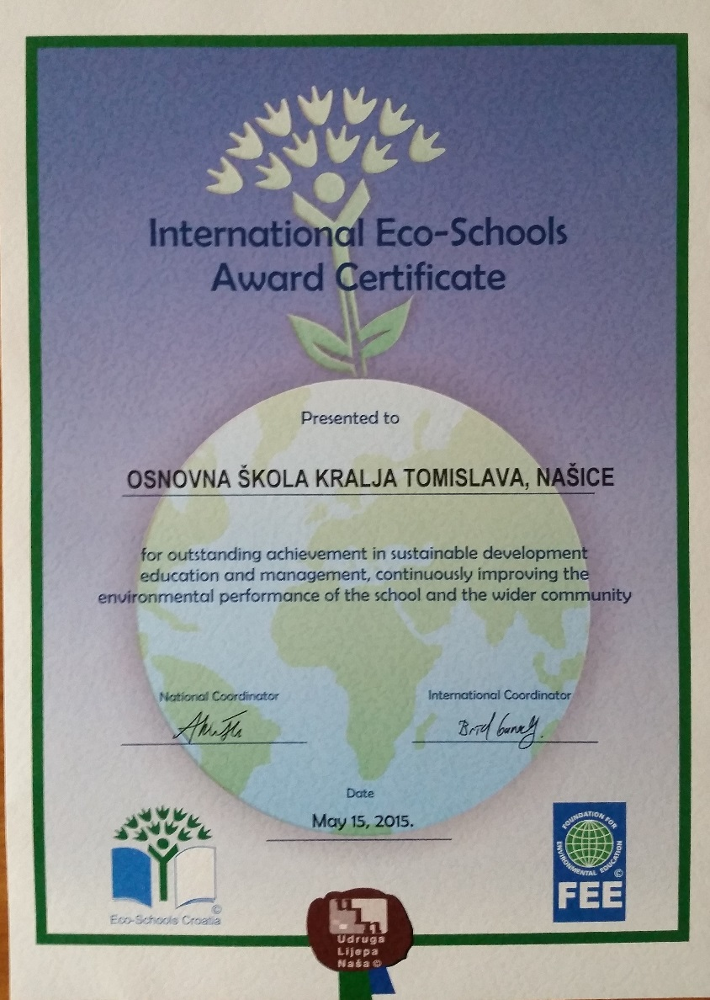 International Eco-Schools
Award Certificate
Presented to
OSNOVNA ŠKOLA KRALJA TOMISLAVA, NAŠICE
for outstanding achievement in sustainable development
education and management, continuously improving the
environmental performance of the school and the wider community
National Coordinator
International Coordinator
Date
May 15, 2015.
Eco-Schools Croatia
©
FOUNDATION FOR
ENVIRONMENTAL EDUCATION
©
FEE
Udruga
Lijepa
Naša ©